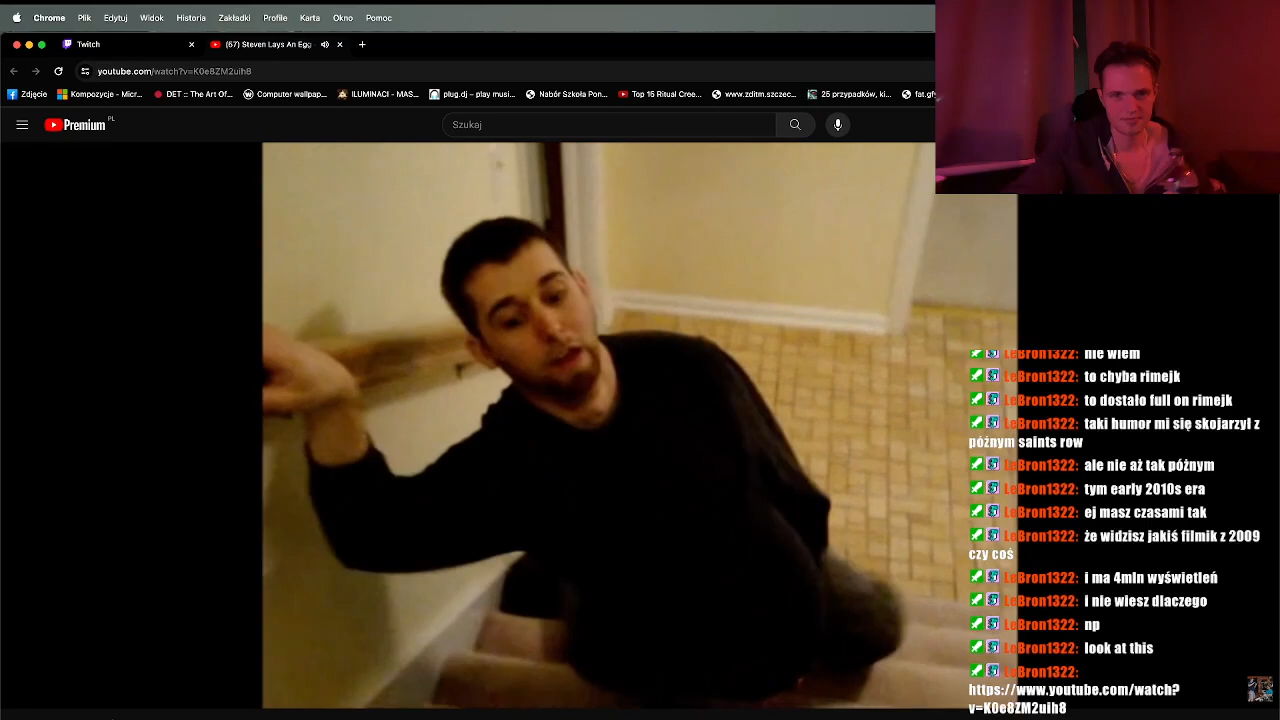 Chrome Plik Edytuj Widok Historia Zakładki Profile Karta Okno Pomoc
Twitch
(67) Steven Lays An Egg
youtube.com/watch?v=K0e8ZM2uih8
Zdjęcie
Kompozycje – Micr...
DET :: The Art Of...
Computer wallpap...
ILUMINACI - MAS...
plug.dj – play musi...
Nabór Szkoła Pon...
Top 15 Ritual Cree...
www.zditm.szczec...
25 przypadków, ki...
fat.gfy
Premium PL
Szukaj
LeBron1322: nie wiem
LeBron1322: to chyba rimejk
LeBron1322: to dostało full on rimejk
LeBron1322: taki humor mi się skojarzył z
późnym saints row
LeBron1322: ale nie aż tak późnym
LeBron1322: tym early 2010s era
LeBron1322: ej masz czasami tak
LeBron1322: że widzisz jakiś filmik z 2009
czy coś
LeBron1322: i ma 4mln wyświetleń
LeBron1322: i nie wiesz dlaczego
LeBron1322: np
LeBron1322: look at this
LeBron1322:
https://www.youtube.com/watch?
v=K0e8ZM2uih8